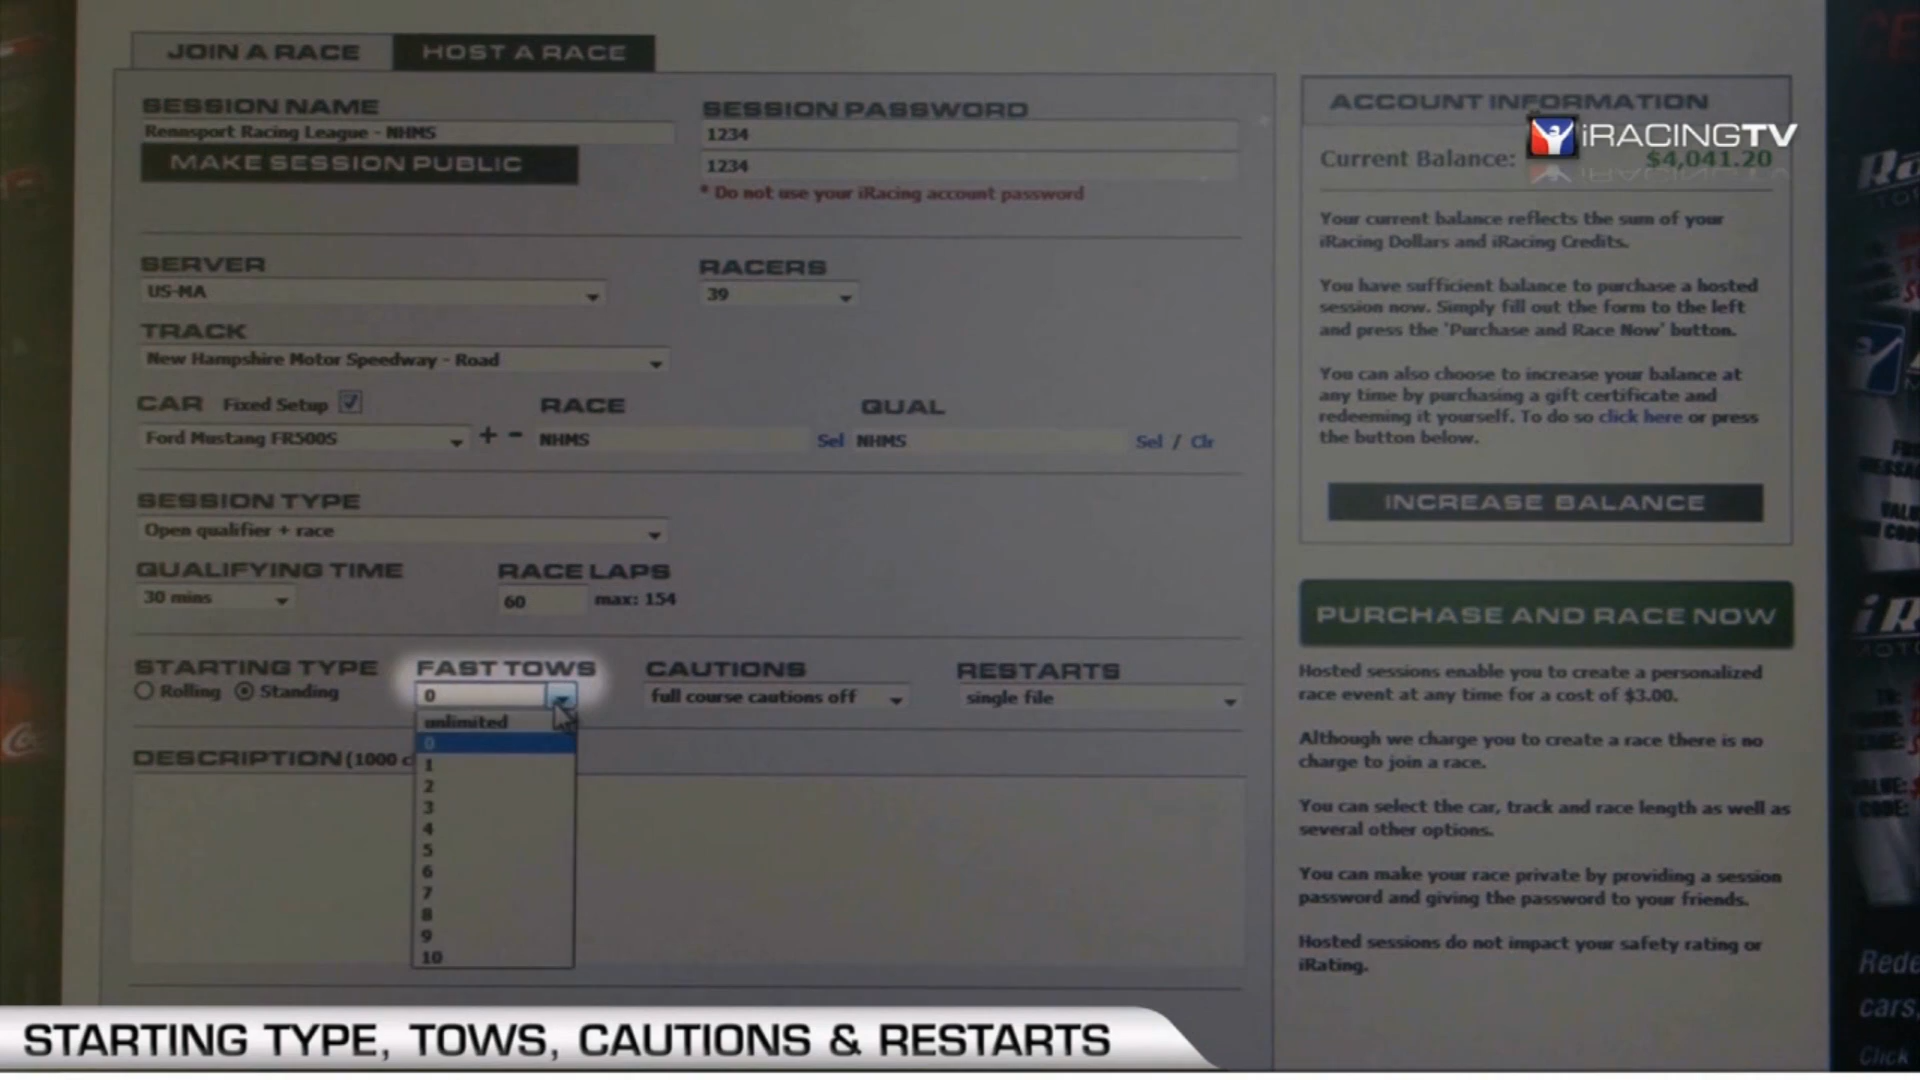 JOIN A RACE
HOST A RACE
SESSION NAME
Rennsport Racing League - NHMS
MAKE SESSION PUBLIC
SESSION PASSWORD
1234
1234
* Do not use your iRacing account password
SERVER
US-MA
RACERS
39
TRACK
New Hampshire Motor Speedway - Road
CAR Fixed Setup
Ford Mustang FR500S
+ -
RACE
NHMS
Sel
QUAL
NHMS
Sel / Clr
SESSION TYPE
Open qualifier + race
QUALIFYING TIME
30 mins
RACE LAPS
60 max: 154
STARTING TYPE
Rolling Standing
FAST TOWS
0
unlimited
0
1
2
3
4
5
6
7
8
9
10
CAUTIONS
full course cautions off
RESTARTS
single file
DESCRIPTION (1000 c
ACCOUNT INFORMATION
iRACINGTV
Current Balance: $4,041.20
Your current balance reflects the sum of your
iRacing Dollars and iRacing Credits.
You have sufficient balance to purchase a hosted
session now. Simply fill out the form to the left
and press the 'Purchase and Race Now' button.
You can also choose to increase your balance at
any time by purchasing a gift certificate and
redeeming it yourself. To do so click here or press
the button below.
INCREASE BALANCE
PURCHASE AND RACE NOW
Hosted sessions enable you to create a personalized
race event at any time for a cost of $3.00.
Although we charge you to create a race there is no
charge to join a race.
You can select the car, track and race length as well as
several other options.
You can make your race private by providing a session
password and giving the password to your friends.
Hosted sessions do not impact your safety rating or
iRating.
Rede
cars,
Click
STARTING TYPE, TOWS, CAUTIONS & RESTARTS